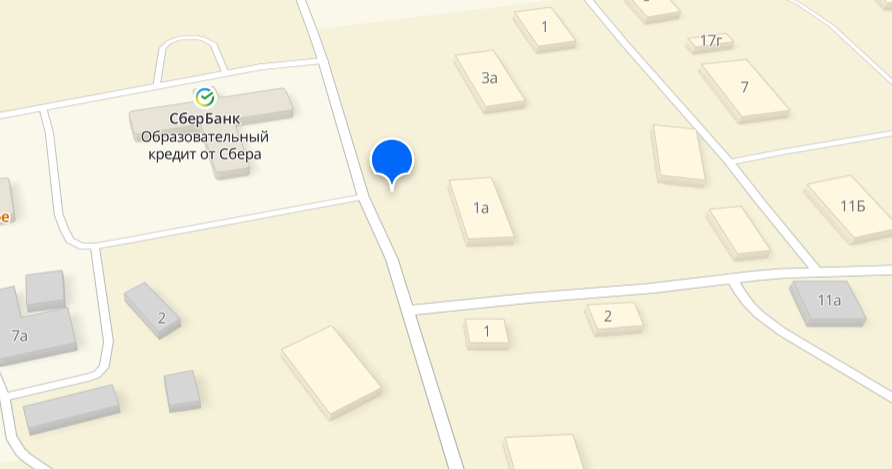 1
17г
3а
7
СберБанк
Образовательный
кредит от Сбера
1а
11Б
е
11а
2
2
1
7а